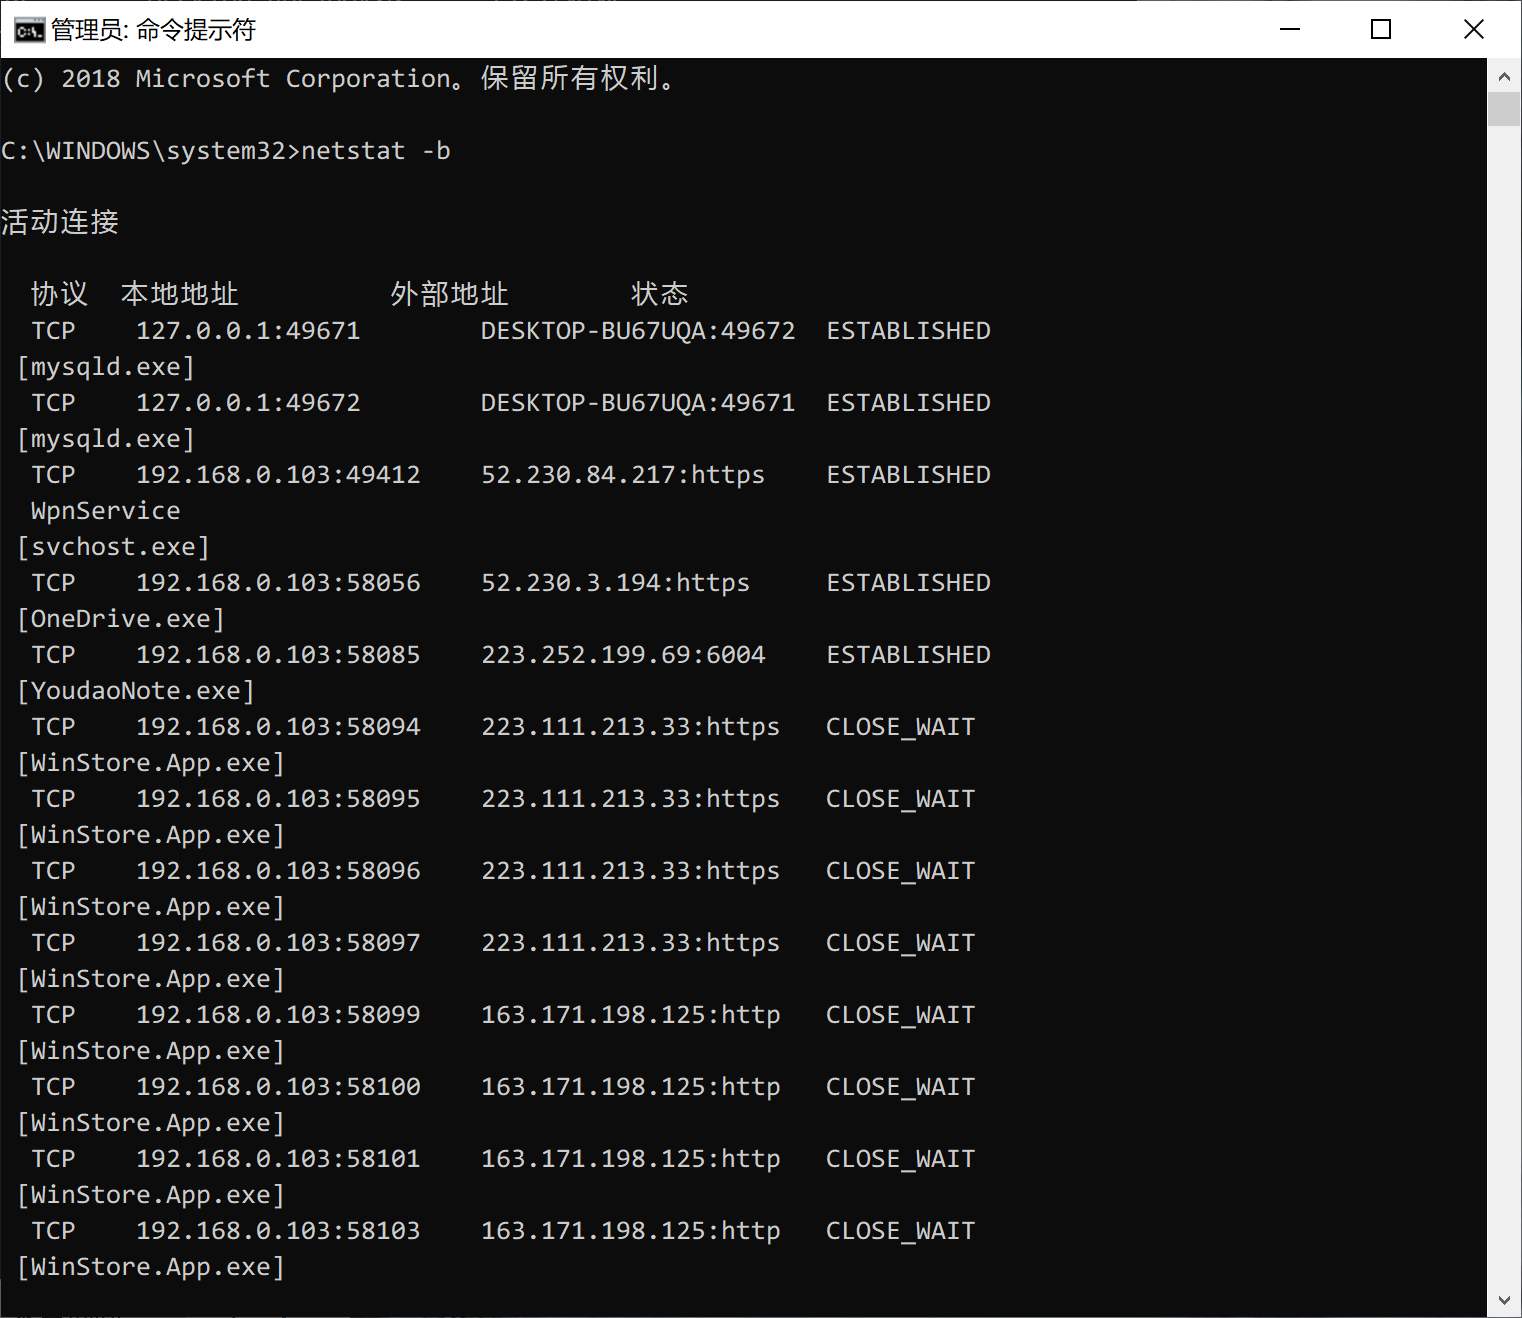 管理员: 命令提示符
(c) 2018 Microsoft Corporation。保留所有权利。
C:\WINDOWS\system32>netstat -b
活动连接
协议 本地地址 外部地址 状态
TCP 127.0.0.1:49671 DESKTOP-BU67UQA:49672 ESTABLISHED
[mysqld.exe]
TCP 127.0.0.1:49672 DESKTOP-BU67UQA:49671 ESTABLISHED
[mysqld.exe]
TCP 192.168.0.103:49412 52.230.84.217:https ESTABLISHED
WpnService
[svchost.exe]
TCP 192.168.0.103:58056 52.230.3.194:https ESTABLISHED
[OneDrive.exe]
TCP 192.168.0.103:58085 223.252.199.69:6004 ESTABLISHED
[YoudaoNote.exe]
TCP 192.168.0.103:58094 223.111.213.33:https CLOSE_WAIT
[WinStore.App.exe]
TCP 192.168.0.103:58095 223.111.213.33:https CLOSE_WAIT
[WinStore.App.exe]
TCP 192.168.0.103:58096 223.111.213.33:https CLOSE_WAIT
[WinStore.App.exe]
TCP 192.168.0.103:58097 223.111.213.33:https CLOSE_WAIT
[WinStore.App.exe]
TCP 192.168.0.103:58099 163.171.198.125:http CLOSE_WAIT
[WinStore.App.exe]
TCP 192.168.0.103:58100 163.171.198.125:http CLOSE_WAIT
[WinStore.App.exe]
TCP 192.168.0.103:58101 163.171.198.125:http CLOSE_WAIT
[WinStore.App.exe]
TCP 192.168.0.103:58103 163.171.198.125:http CLOSE_WAIT
[WinStore.App.exe]